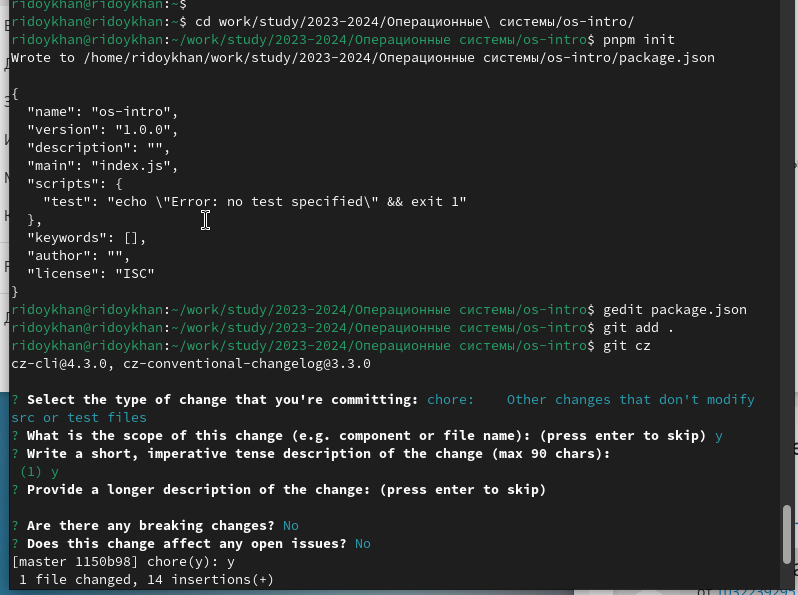 ridoykhan@ridoykhan:~$
ridoykhan@ridoykhan:~$ cd work/study/2023-2024/Операционные\ системы/os-intro/
ridoykhan@ridoykhan:~/work/study/2023-2024/Операционные системы/os-intro$ pnpm init
Wrote to /home/ridoykhan/work/study/2023-2024/Операционные системы/os-intro/package.json
{
  "name": "os-intro",
  "version": "1.0.0",
  "description": "",
  "main": "index.js",
  "scripts": {
    "test": "echo \"Error: no test specified\" && exit 1"
  },
  "keywords": [],
  "author": "",
  "license": "ISC"
}
ridoykhan@ridoykhan:~/work/study/2023-2024/Операционные системы/os-intro$ gedit package.json
ridoykhan@ridoykhan:~/work/study/2023-2024/Операционные системы/os-intro$ git add .
ridoykhan@ridoykhan:~/work/study/2023-2024/Операционные системы/os-intro$ git cz
cz-cli@4.3.0, cz-conventional-changelog@3.3.0
? Select the type of change that you're committing: chore:    Other changes that don't modify
src or test files
? What is the scope of this change (e.g. component or file name): (press enter to skip) y
? Write a short, imperative tense description of the change (max 90 chars):
 (1) y
? Provide a longer description of the change: (press enter to skip)
? Are there any breaking changes? No
? Does this change affect any open issues? No
[master 1150b98] chore(y): y
 1 file changed, 14 insertions(+)